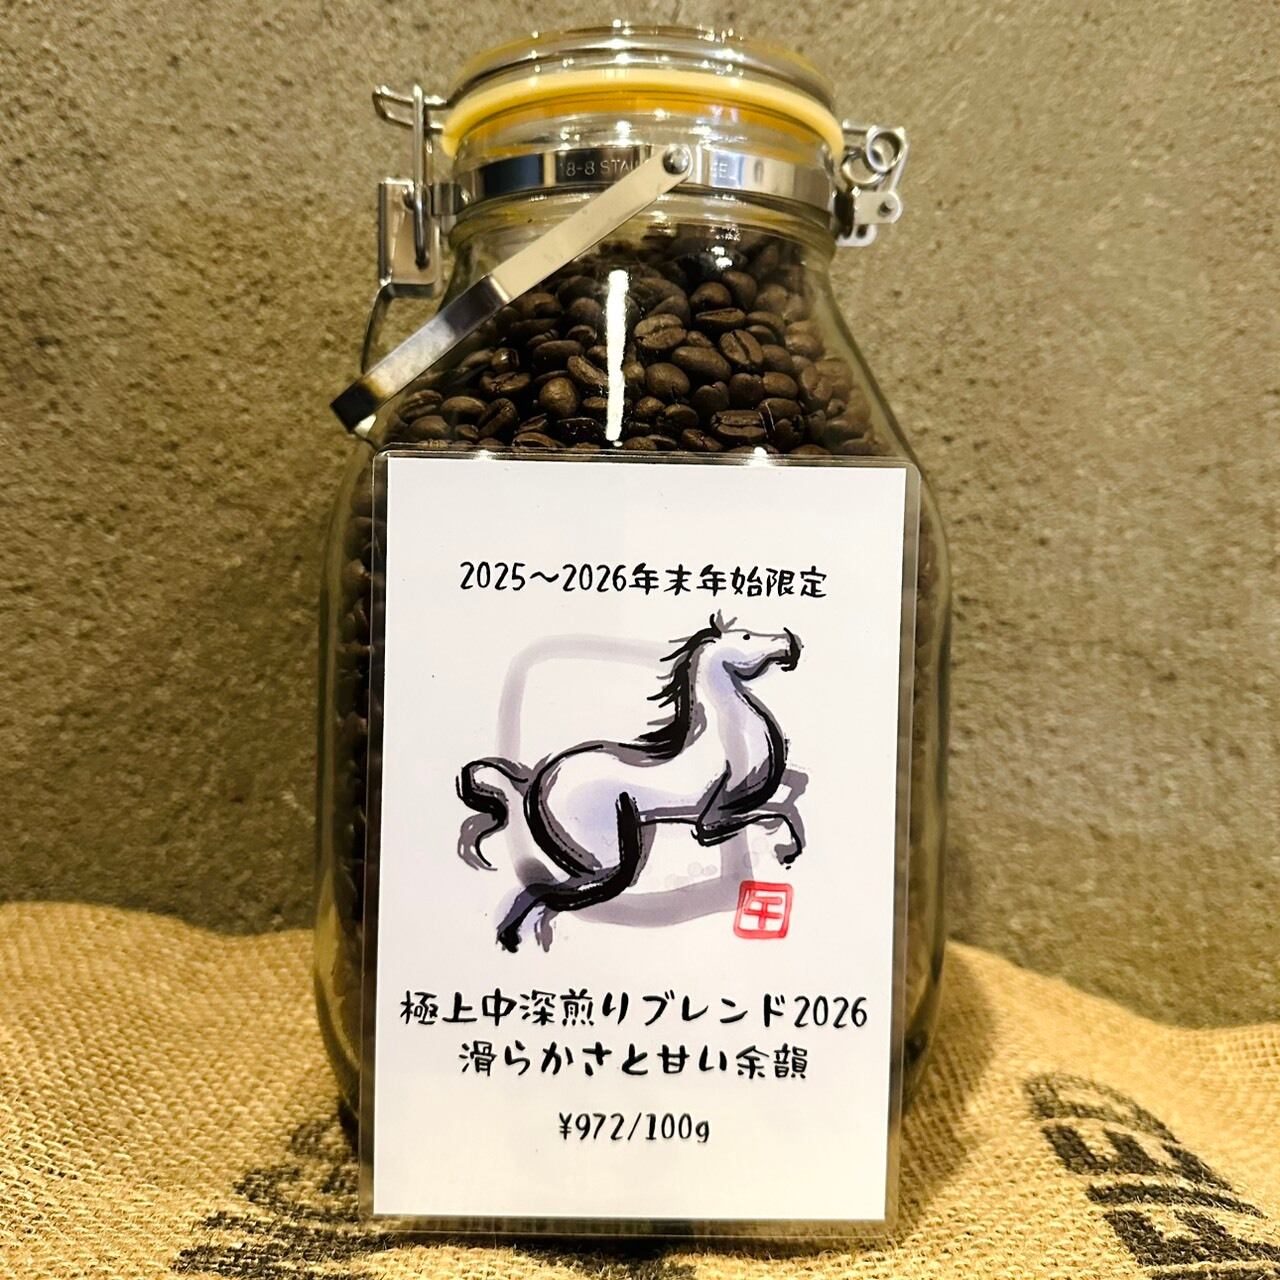 18-8 STA
EEL
2025〜2026年末年始限定
午
極上中深煎りブレンド2026
滑らかさと甘い余韻
¥972/100g